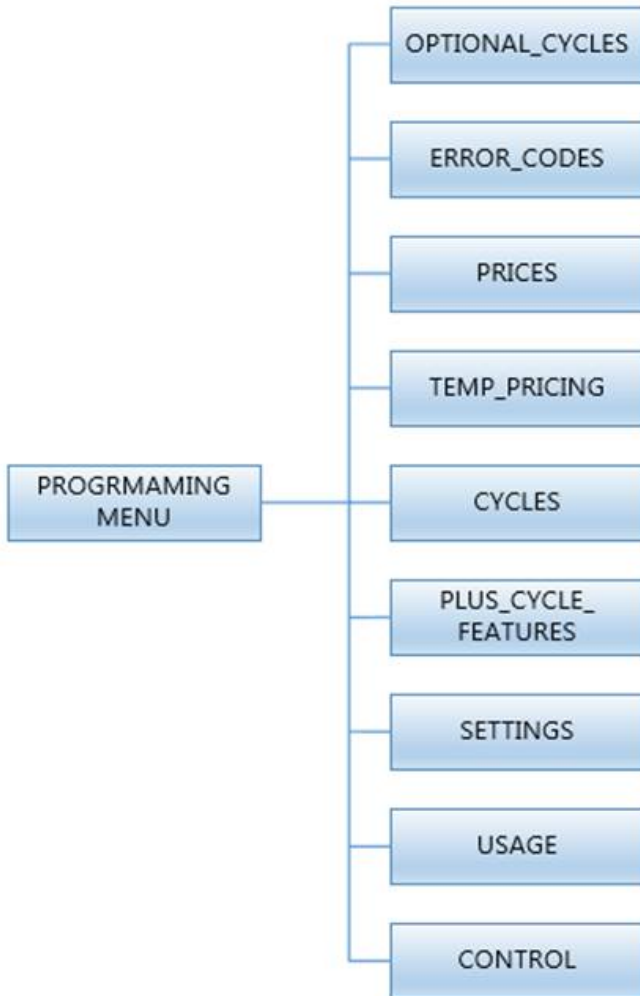 OPTIONAL_CYCLES
ERROR_CODES
PRICES
TEMP_PRICING
PROGRMAMING
MENU
CYCLES
PLUS_CYCLE_
FEATURES
SETTINGS
USAGE
CONTROL